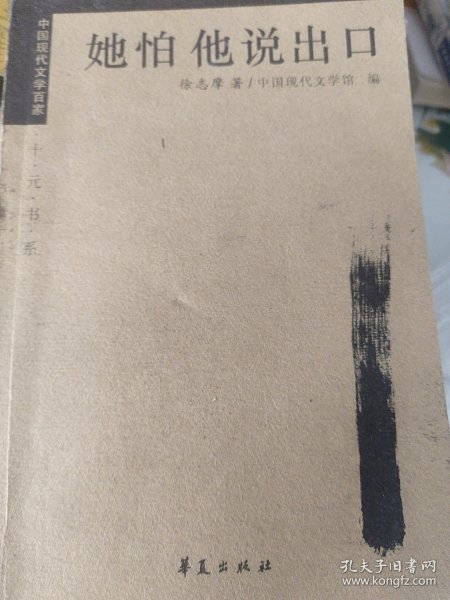 中国现代文学百家
十·元·书·系
她怕他说出口
徐志摩 著/中国现代文学馆 编
华夏出版社
孔夫子旧书网
www.kongfz.com